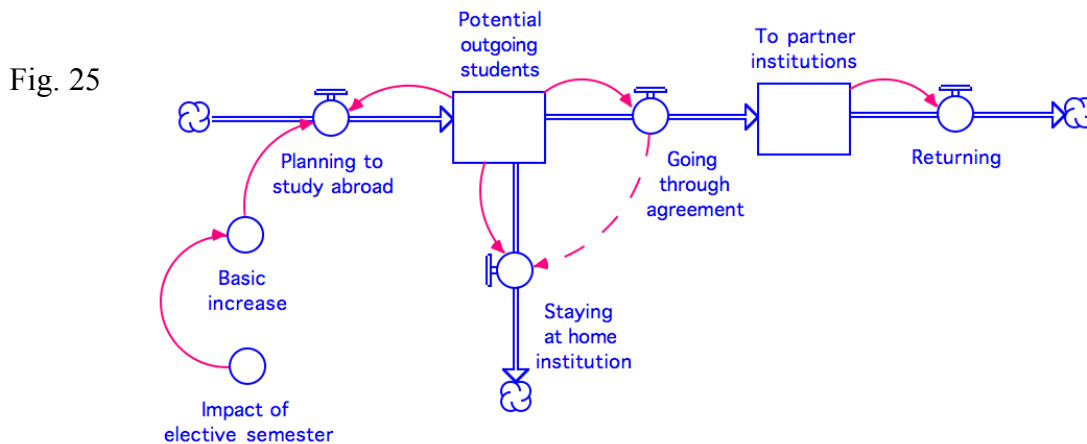 Fig. 25
Potential
outgoing
students
To partner
institutions
Planning to
study abroad
Going
through
agreement
Returning
Basic
increase
Staying
at home
institution
Impact of
elective semester